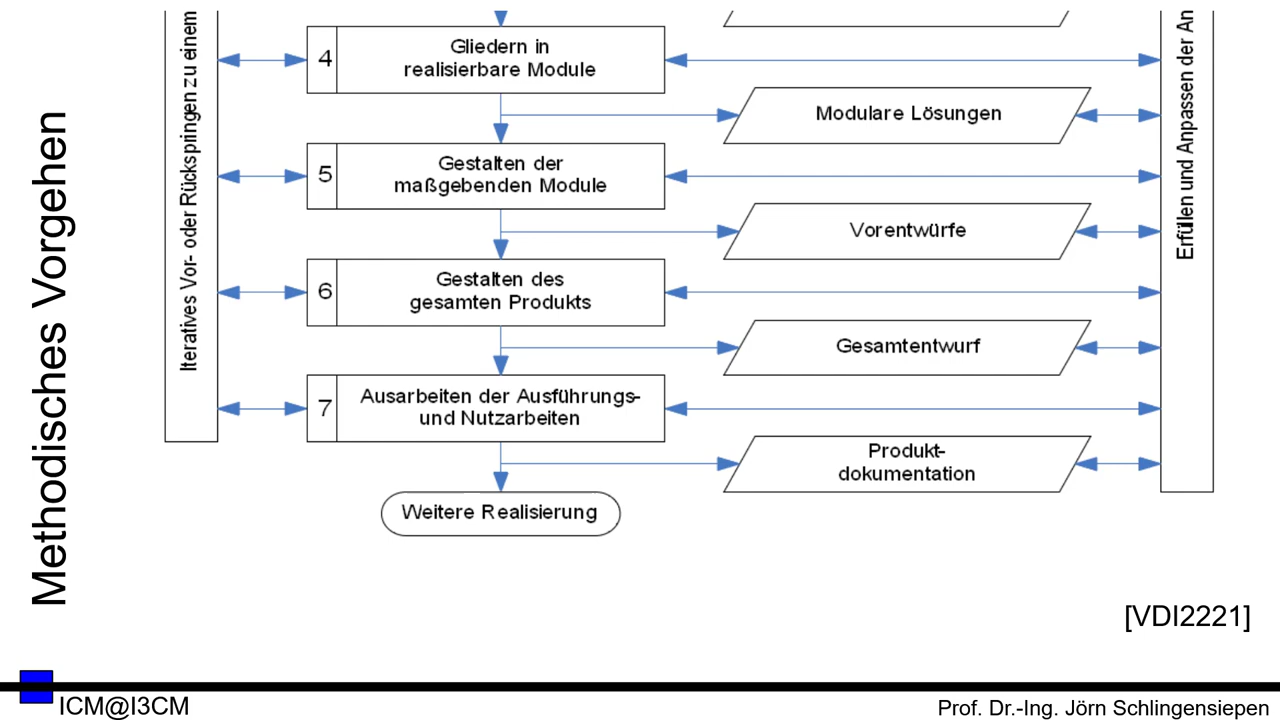 Methodisches Vorgehen
Iteratives Vor- oder Rückspringen zu einem
4
Gliedern in
realisierbare Module
Modulare Lösungen
5
Gestalten der
maßgebenden Module
Vorentwürfe
6
Gestalten des
gesamten Produkts
Gesamtentwurf
7
Ausarbeiten der Ausführungs-
und Nutzarbeiten
Produkt-
dokumentation
Weitere Realisierung
Erfüllen und Anpassen der An
[VDI2221]
ICM@I3CM
Prof. Dr.-Ing. Jörn Schlingensiepen